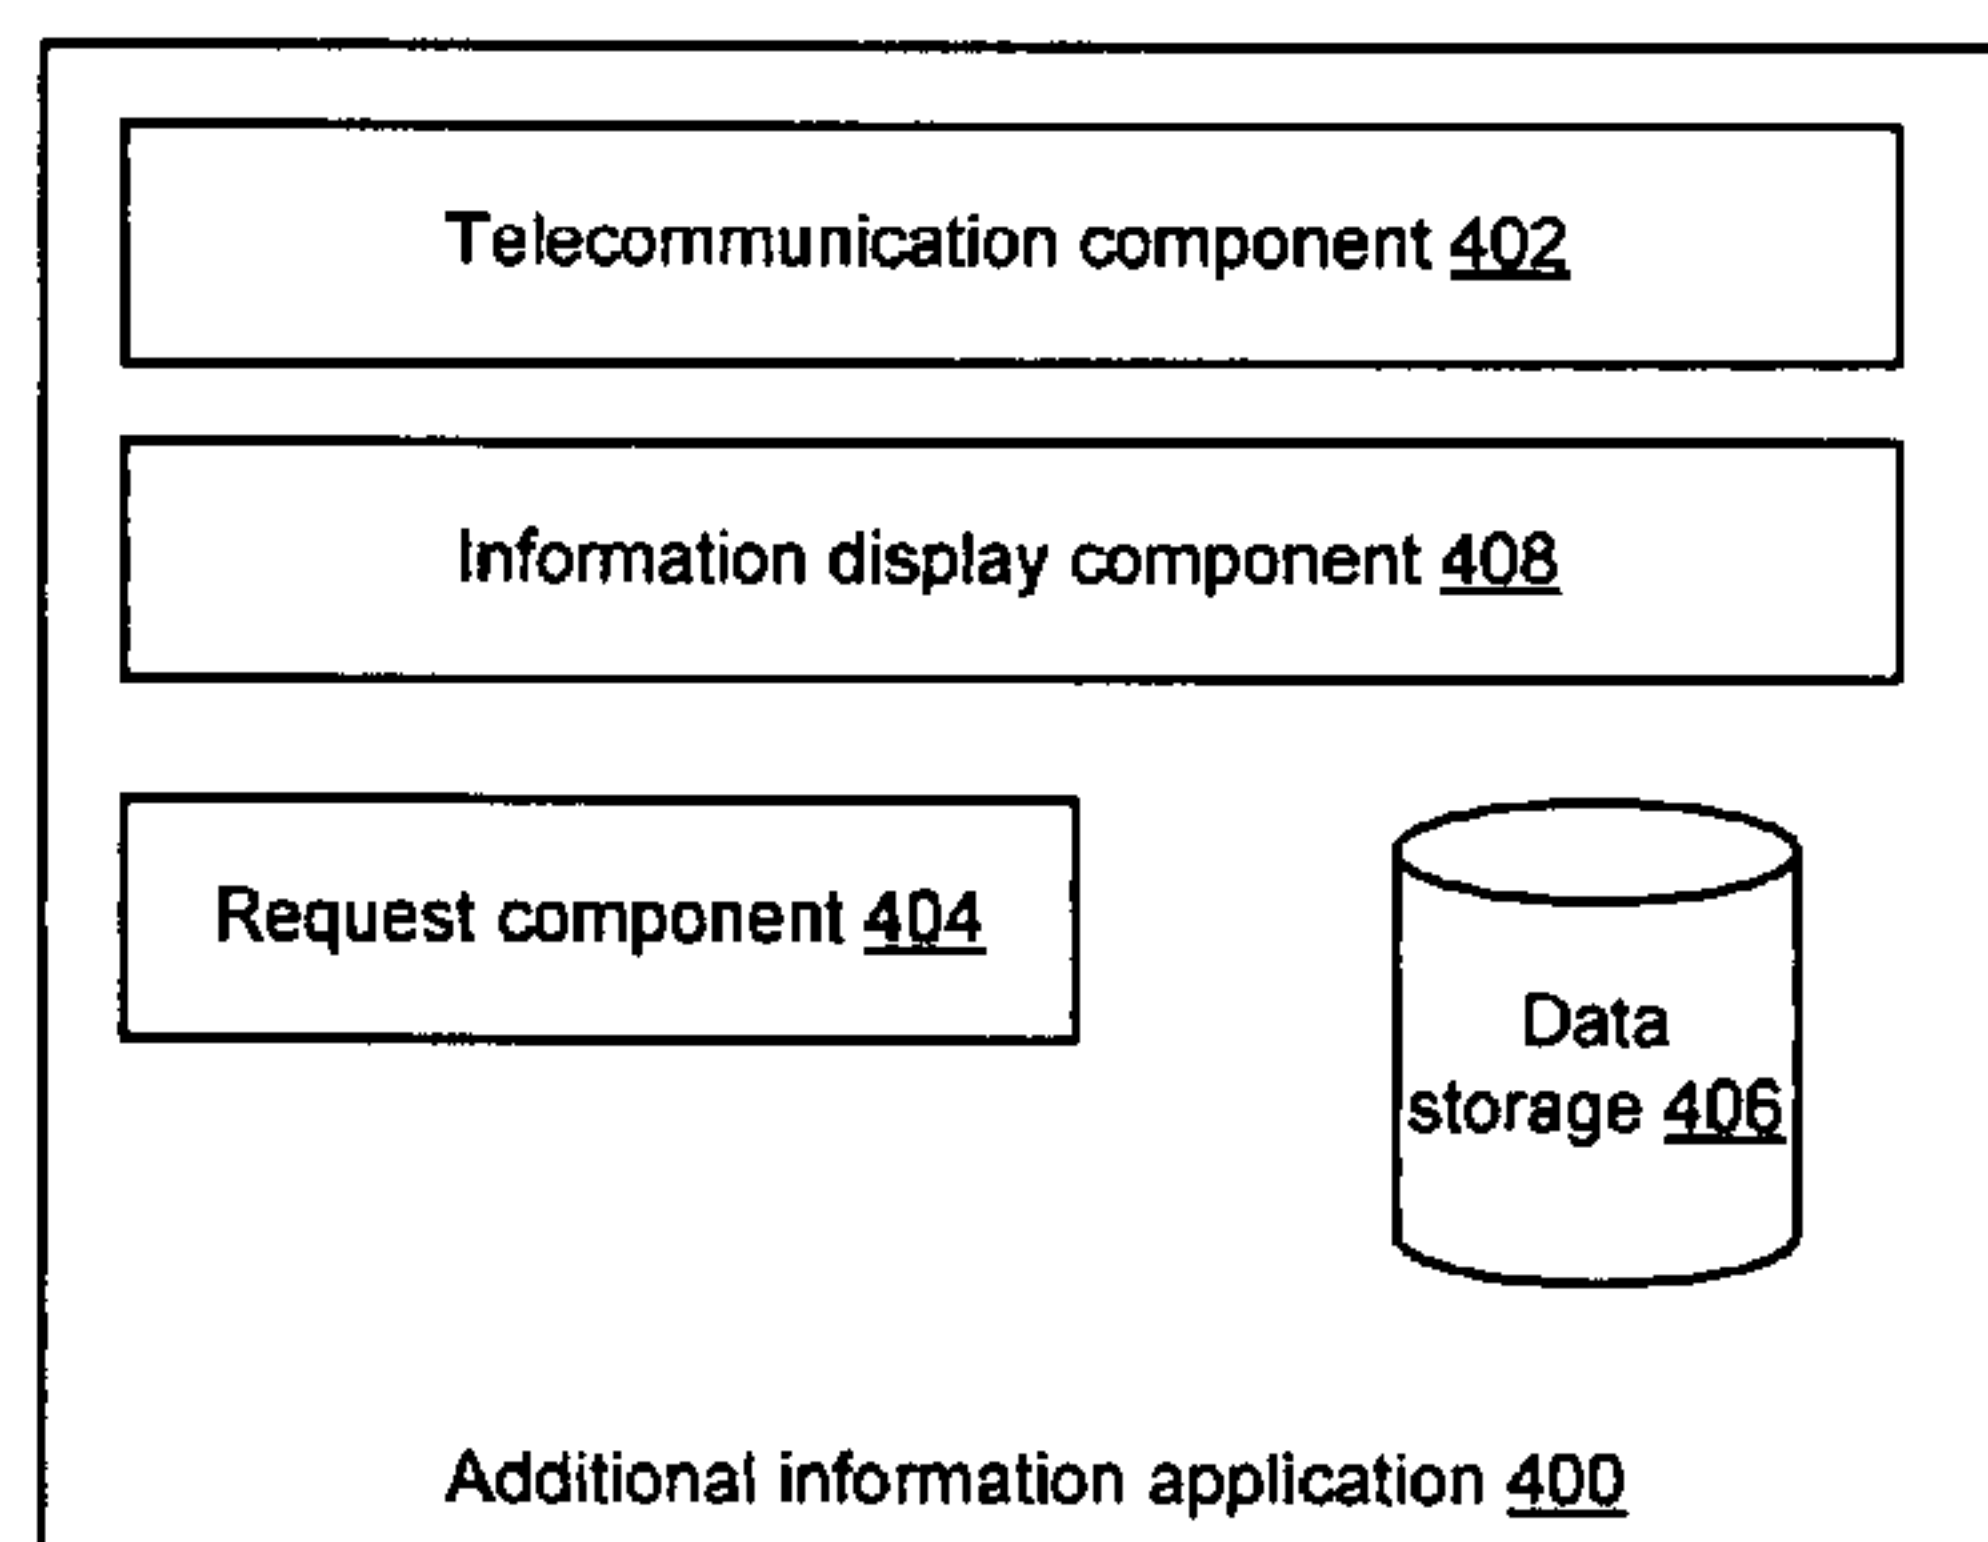 Telecommunication component 402
Information display component 408
Request component 404
Data
storage 406
Additional information application 400